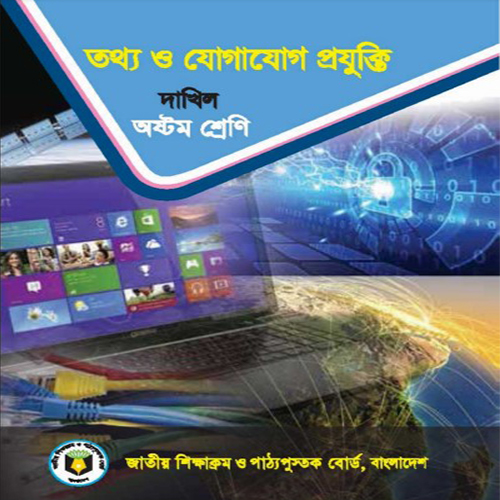 তথ্য ও যোগাযোগ প্রযুক্তি
দাখিল
অষ্টম শ্রেণি
জাতীয় শিক্ষাক্রম ও পাঠ্যপুস্তক বোর্ড, বাংলাদেশ